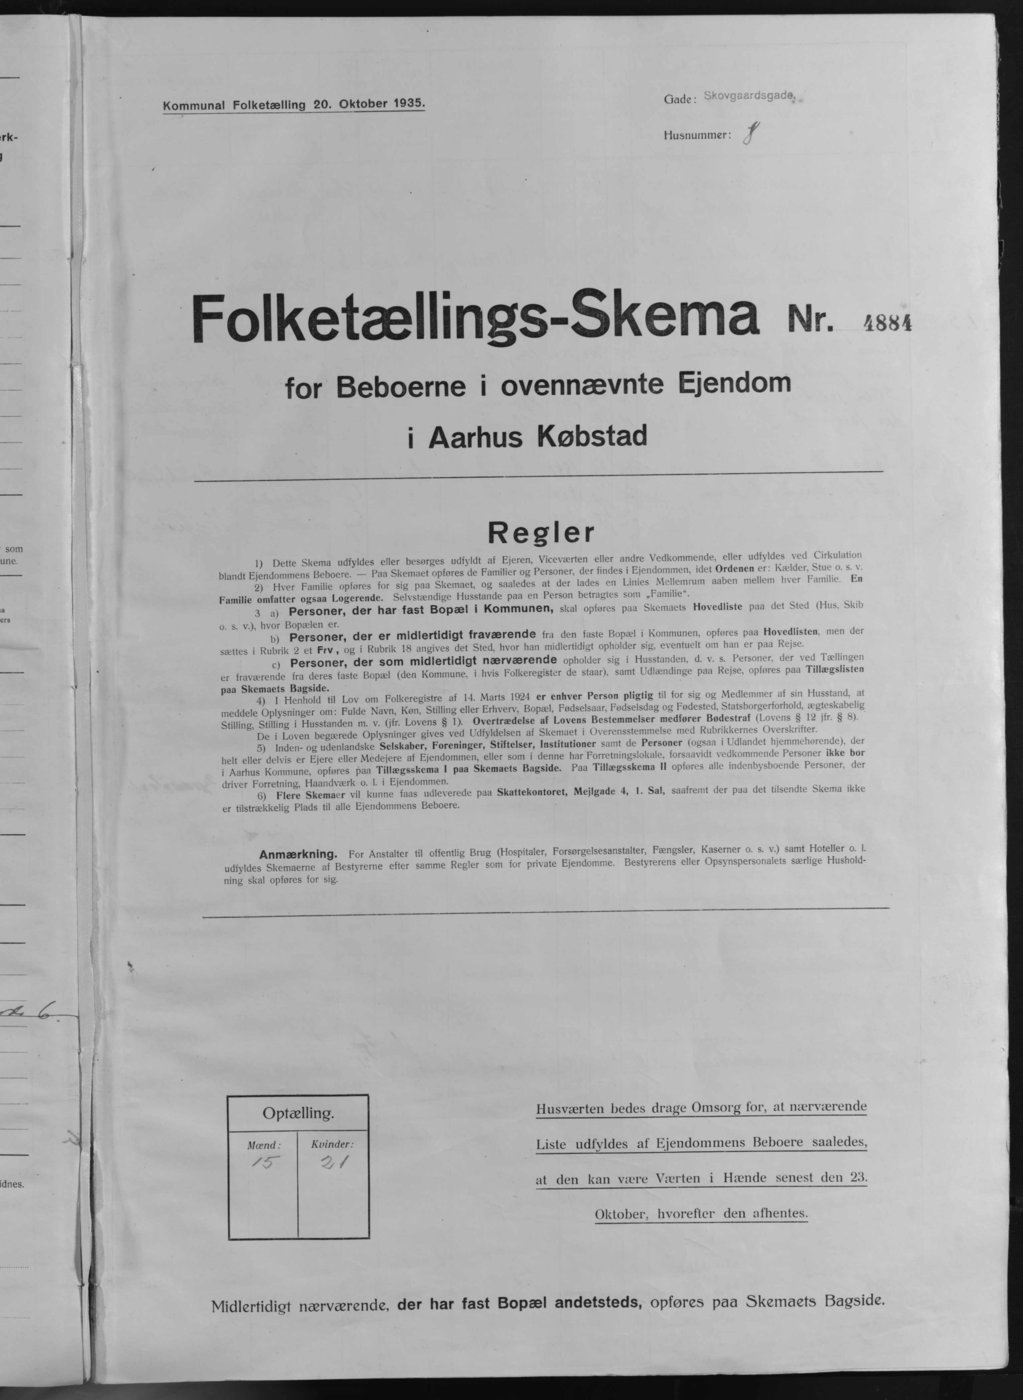 Kommunal Folketælling 20. Oktober 1935.
Gade: Skovgaardsgade.
Husnummer: 8
Folketællings-Skema Nr. 4884
for Beboerne i ovennævnte Ejendom
i Aarhus Købstad
Regler
1) Dette Skema udfyldes eller besørges udfyldt af Ejeren, Viceværten eller andre Vedkommende, eller udfyldes ved Cirkulation
blandt Ejendommens Beboere. — Paa Skemaet opføres de Familier og Personer, der findes i Ejendommen, idet Ordenen er: Kælder, Stue o. s. v.
2) Hver Familie opføres for sig paa Skemaet, og saaledes at der lades en Linies Mellemrum aaben mellem hver Familie. En
Familie omfatter ogsaa Logerende. Selvstændige Husstande paa en Person betragtes som „Familie“.
3 a) Personer, der har fast Bopæl i Kommunen, skal opføres paa Skemaets Hovedliste paa det Sted (Hus, Skib
o. s. v.), hvor Bopælen er.
b) Personer, der er midlertidigt fraværende fra den faste Bopæl i Kommunen, opføres paa Hovedlisten, men der
sættes i Rubrik 2 et Frv, og i Rubrik 18 angives det Sted, hvor han midlertidigt opholder sig, eventuelt om han er paa Rejse.
c) Personer, der som midlertidigt nærværende opholder sig i Husstanden, d. v. s. Personer, der ved Tællingen
er fraværende fra deres faste Bopæl (den Kommune, i hvis Folkeregister de staar), samt Udlændinge paa Rejse, opføres paa Tillægslisten
paa Skemaets Bagside.
4) I Henhold til Lov om Folkeregistre af 14. Marts 1924 er enhver Person pligtig til for sig og Medlemmer af sin Husstand, at
meddele Oplysninger om: Fulde Navn, Køn, Stilling eller Erhverv, Bopæl, Fødselsaar, Fødselsdag og Fødested, Statsborgerforhold, ægteskabelig
Stilling, Stilling i Husstanden m. v. (jfr. Lovens § 1). Overtrædelse af Lovens Bestemmelser medfører Bødestraf (Lovens § 12 jfr. § 8).
De i Loven begærede Oplysninger gives ved Udfyldelsen af Skemaet i Overensstemmelse med Rubrikkernes Overskrifter.
5) Inden- og udenlandske Selskaber, Foreninger, Stiftelser, Institutioner samt de Personer (ogsaa i Udlandet hjemmehørende), der
helt eller delvis er Ejere eller Medejere af Ejendommen, eller som i denne har Forretningslokale, forsaavidt vedkommende Personer ikke bor
i Aarhus Kommune, opføres paa Tillægsskema I paa Skemaets Bagside. Paa Tillægsskema II opføres alle indenbysboende Personer, der
driver Forretning, Haandværk o. l. i Ejendommen.
6) Flere Skemaer vil kunne faas udleverede paa Skattekontoret, Mejlgade 4, 1. Sal, saafremt der paa det tilsendte Skema ikke
er tilstrækkelig Plads til alle Ejendommens Beboere.
Anmærkning. For Anstalter til offentlig Brug (Hospitaler, Forsørgelsesanstalter, Fængsler, Kaserner o. s. v.) samt Hoteller o. l.
udfyldes Skemaerne af Bestyrerne efter samme Regler som for private Ejendomme. Bestyrerens eller Opsynspersonalets særlige Hushold-
ning skal opføres for sig.
Optælling.
Mænd: Kvinder:
15 21
Husværten bedes drage Omsorg for, at nærværende
Liste udfyldes af Ejendommens Beboere saaledes,
at den kan være Værten i Hænde senest den 23.
Oktober, hvorefter den afhentes.
Midlertidigt nærværende, der har fast Bopæl andetsteds, opføres paa Skemaets Bagside.
som
une.
idnes.
6.